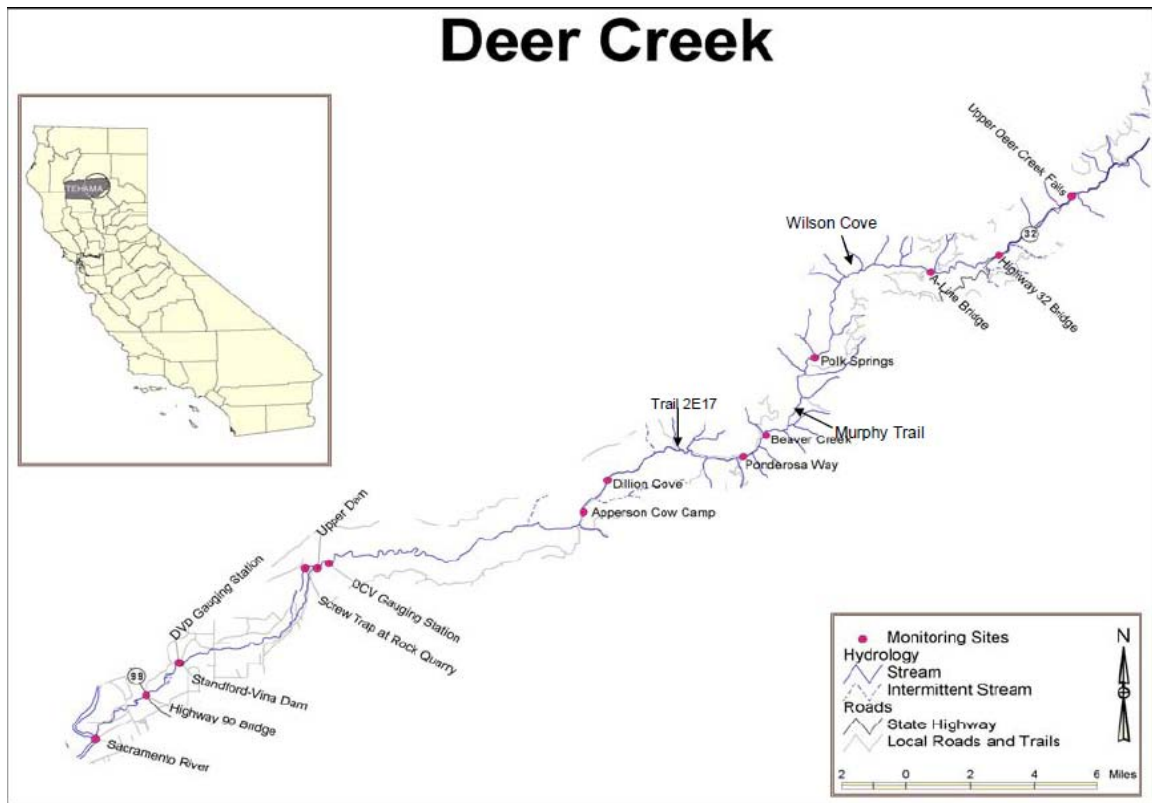 Deer Creek
TEHAMA
Upper Deer Creek Falls
Wilson Cove
32
Highway 32 Bridge
A-Line Bridge
Polk Springs
Trail 2E17
Murphy Trail
Beaver Creek
Ponderosa Way
Dillion Cove
Apperson Cow Camp
Upper Dam
DCV Gauging Station
Screw Trap at Rock Quarry
DVD Gauging Station
99
Standford-Vina Dam
Highway 99 Bridge
Sacramento River
Monitoring Sites
Hydrology
Stream
Intermittent Stream
Roads
State Highway
Local Roads and Trails
N
2 0 2 4 6 Miles